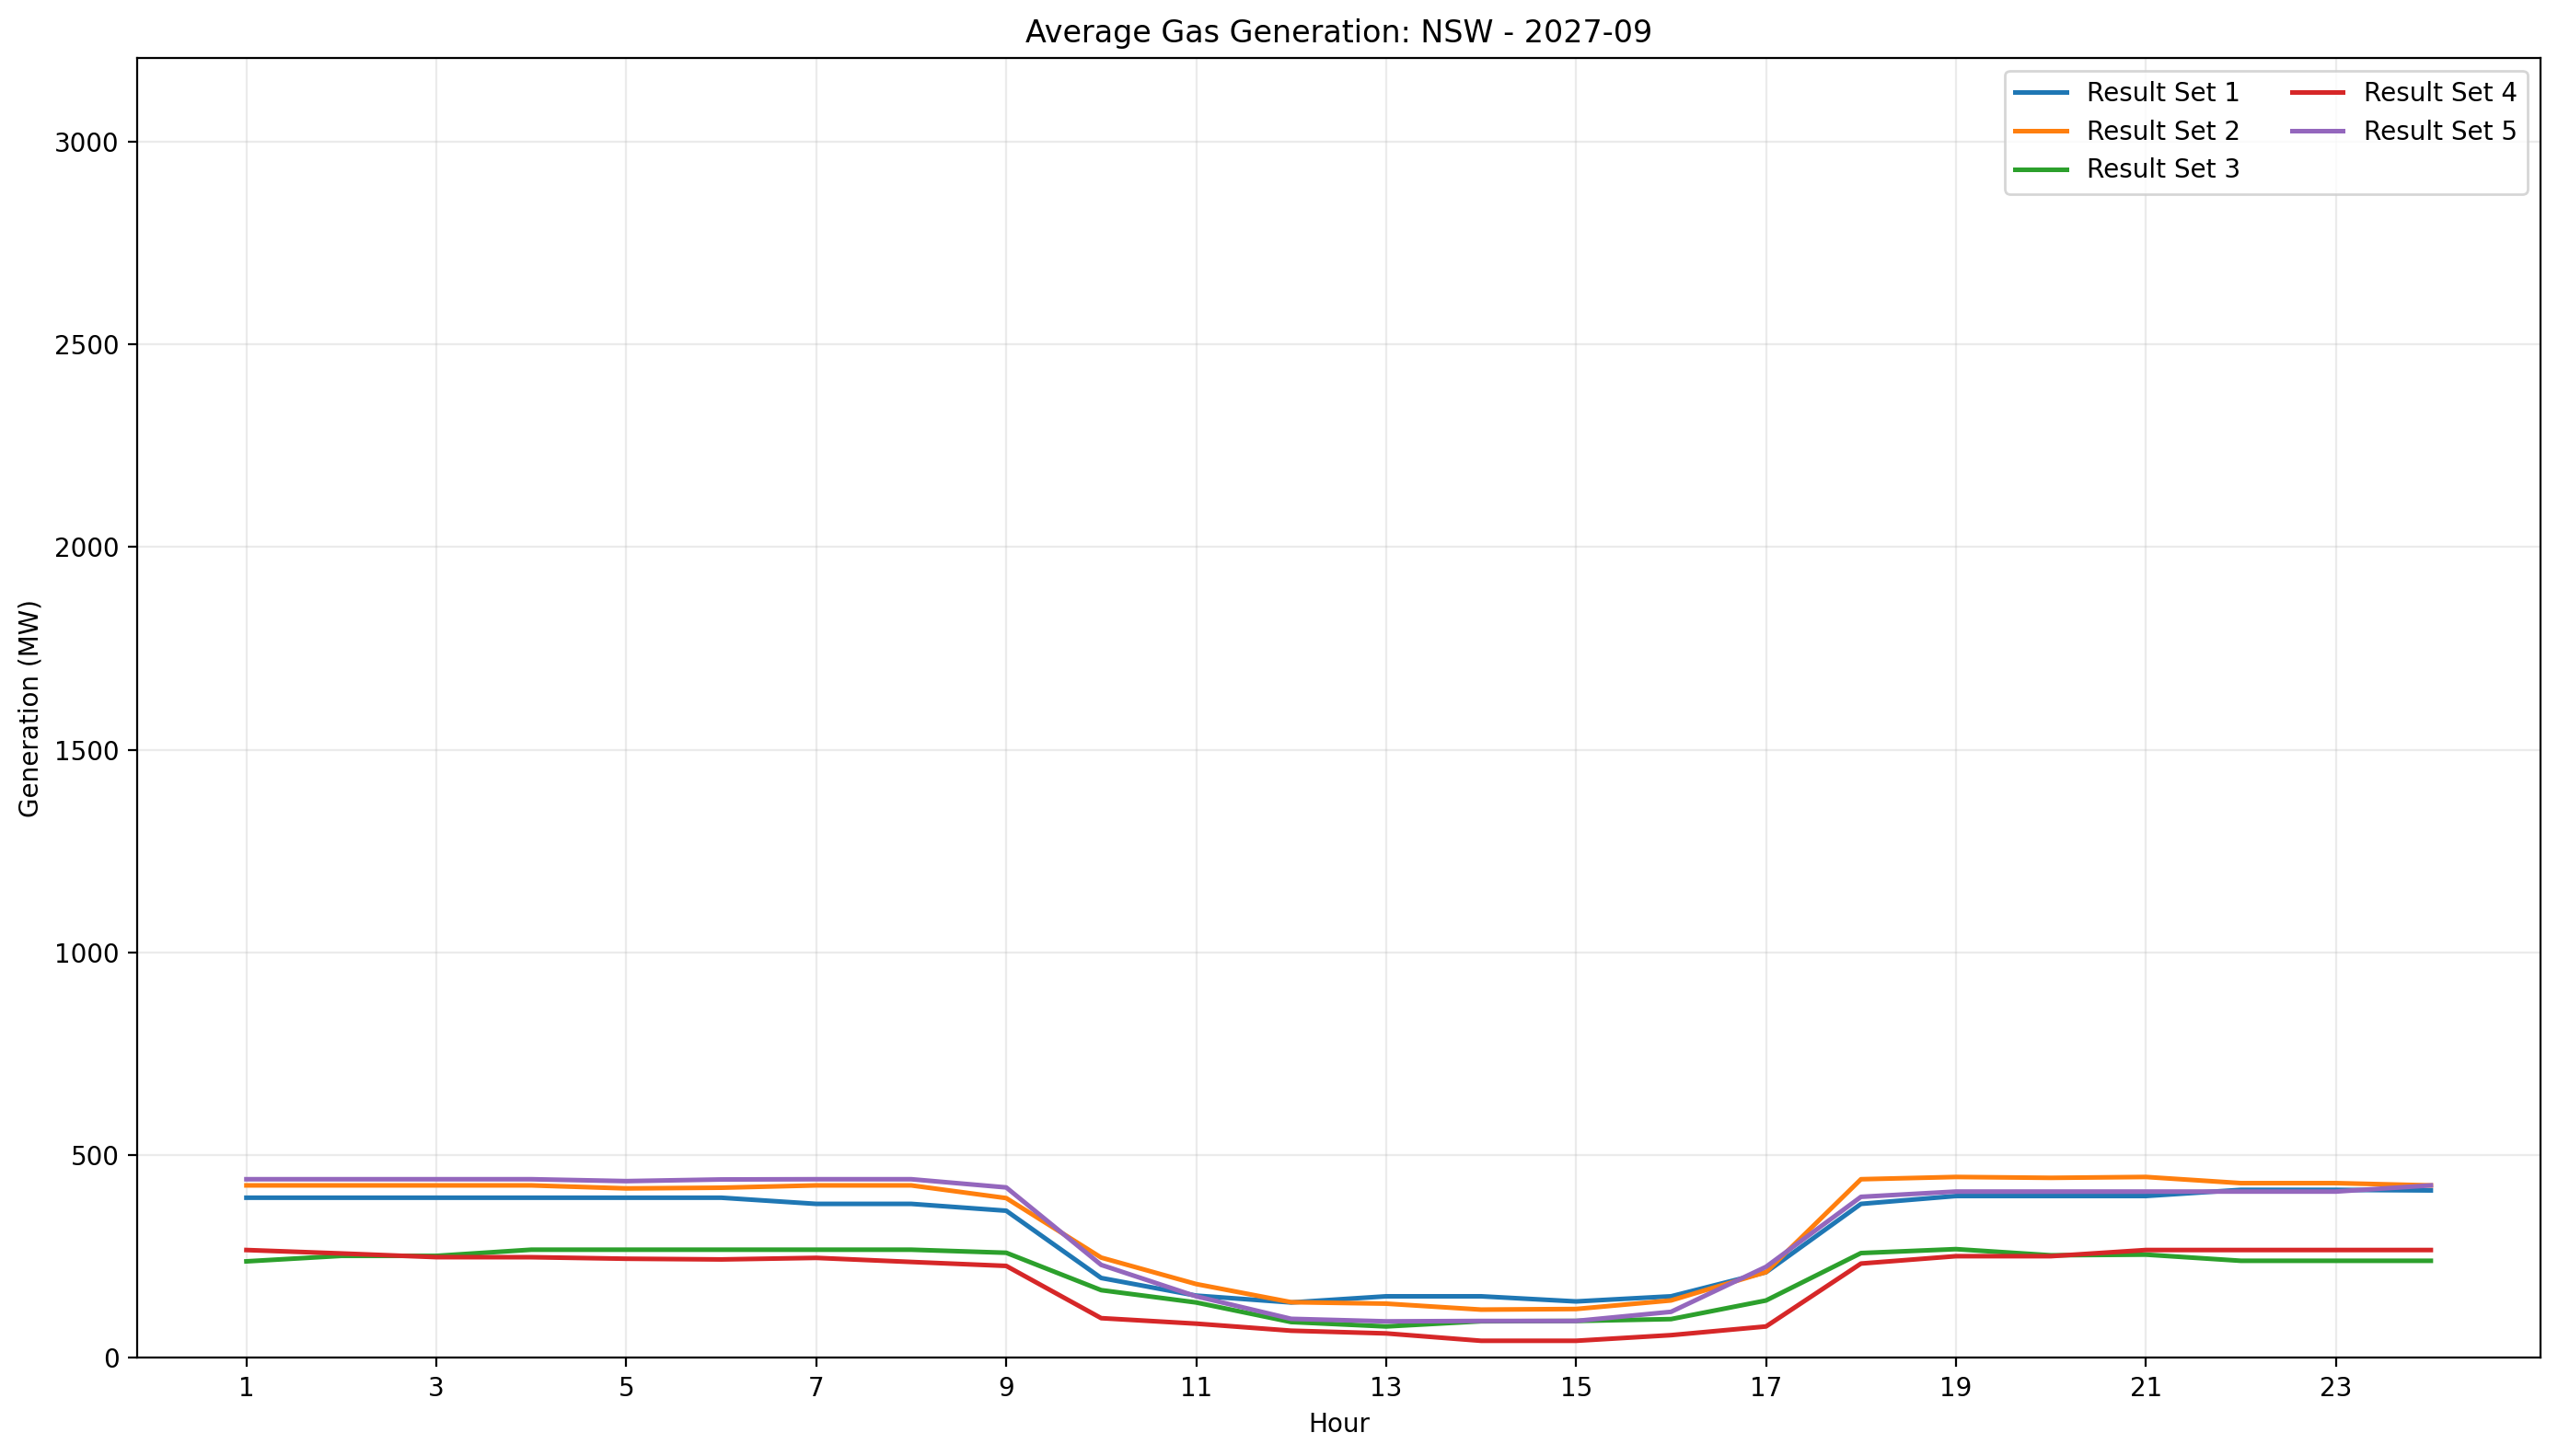 Average Gas Generation: NSW - 2027-09
Result Set 1
Result Set 2
Result Set 3
Result Set 4
Result Set 5
Generation (MW)
3000
2500
2000
1500
1000
500
0
1 3 5 7 9 11 13 15 17 19 21 23
Hour